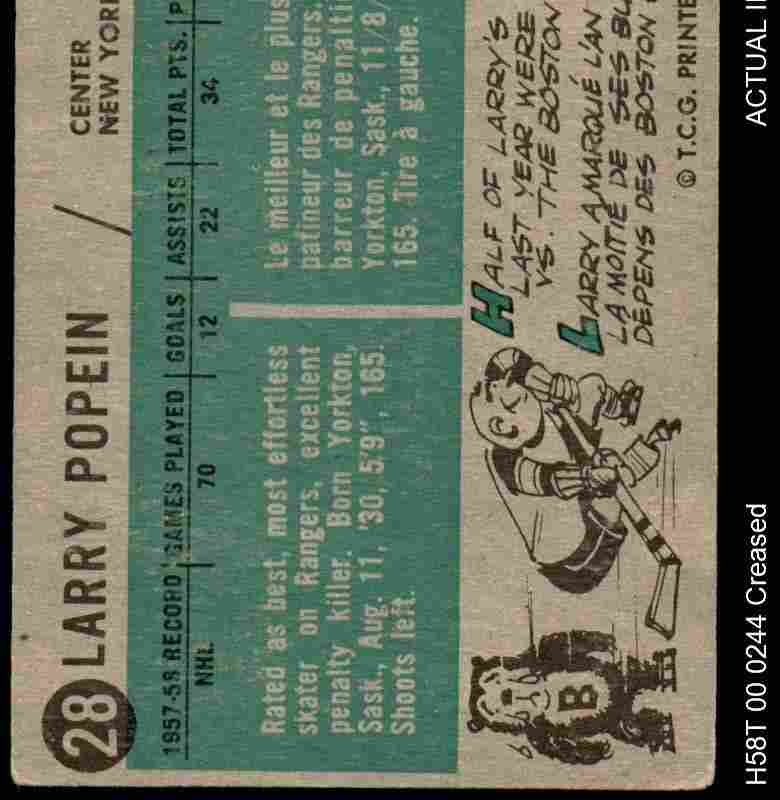 28 LARRY POPEIN
CENTER
NEW YOR
1957-58 RECORD GAMES PLAYED GOALS ASSISTS TOTAL PTS. P
NHL 70 12 22 34
Rated as best, most effortless
skater on Rangers, excellent
penalty killer. Born Yorkton,
Sask., Aug. 11, '30, 5'9", 165.
Shoots left.
Le meilleur et le plus
patineur des Rangers.
barreur de penalti
Yorkton, Sask., 11/8/
165. Tire à gauche.
HALF OF LARRY'S
LAST YEAR WERE
VS. THE BOSTON
LARRY A MARQUÉ L'AN
LA MOITIÉ DE SES BU
DEPENS DES BOSTON
B
© T.C.G. PRINTE
H58T 00 0244 Creased
ACTUAL I